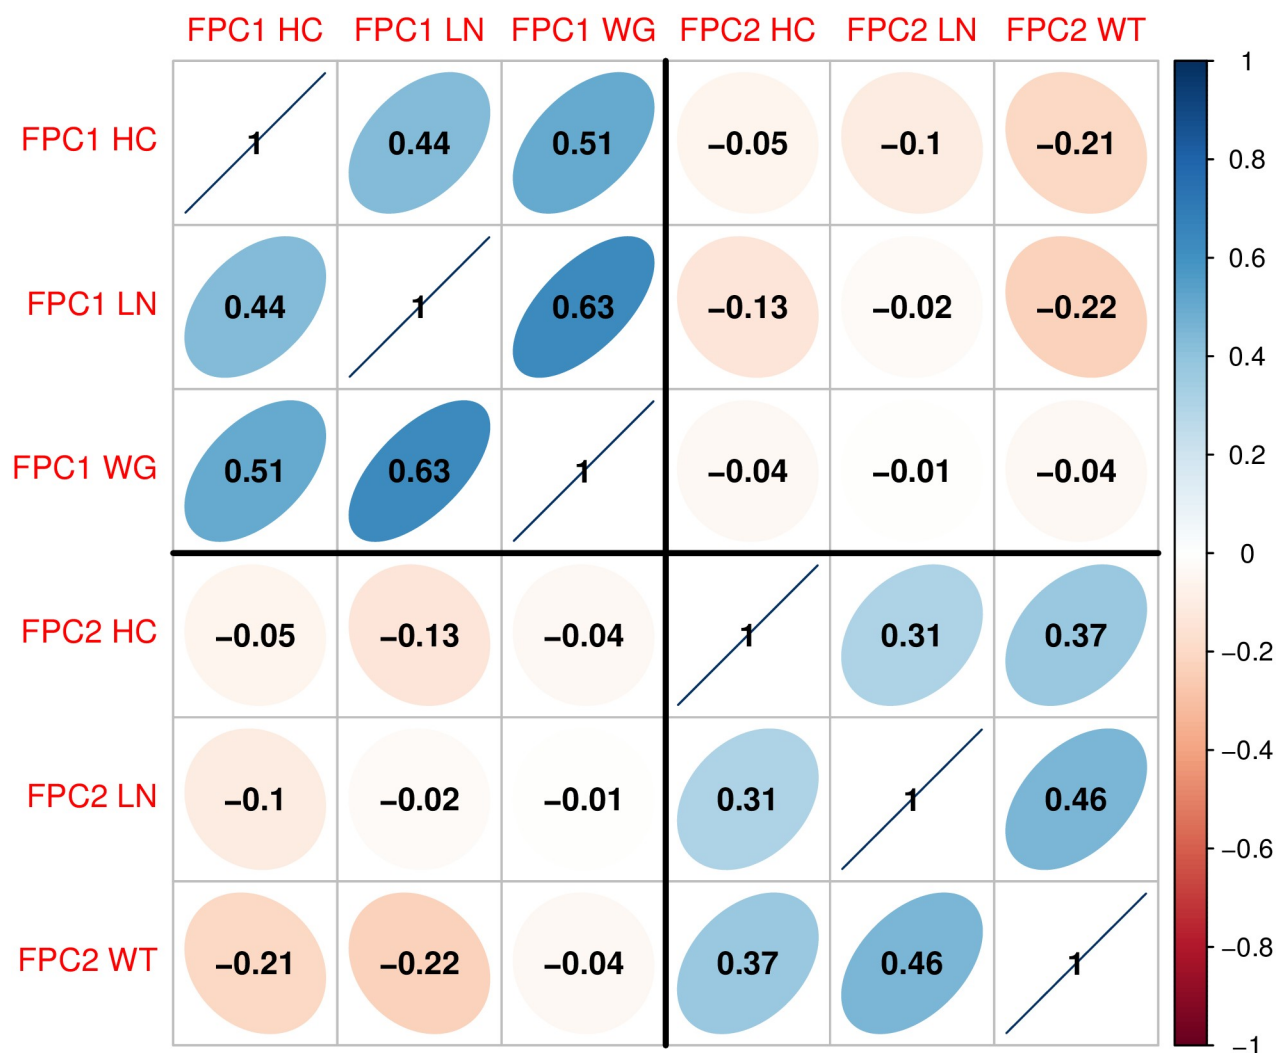 FPC1 HC FPC1 LN FPC1 WG FPC2 HC FPC2 LN FPC2 WT
FPC1 HC 1 0.44 0.51 −0.05 −0.1 −0.21
FPC1 LN 0.44 1 0.63 −0.13 −0.02 −0.22
FPC1 WG 0.51 0.63 1 −0.04 −0.01 −0.04
FPC2 HC −0.05 −0.13 −0.04 1 0.31 0.37
FPC2 LN −0.1 −0.02 −0.01 0.31 1 0.46
FPC2 WT −0.21 −0.22 −0.04 0.37 0.46 1
1
0.8
0.6
0.4
0.2
0
−0.2
−0.4
−0.6
−0.8
−1